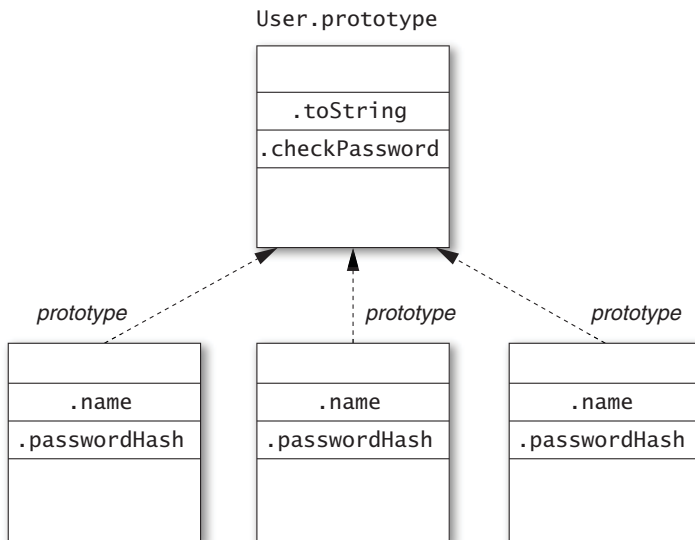 User.prototype
.toString
.checkPassword
prototype prototype prototype
.name .name .name
.passwordHash .passwordHash .passwordHash